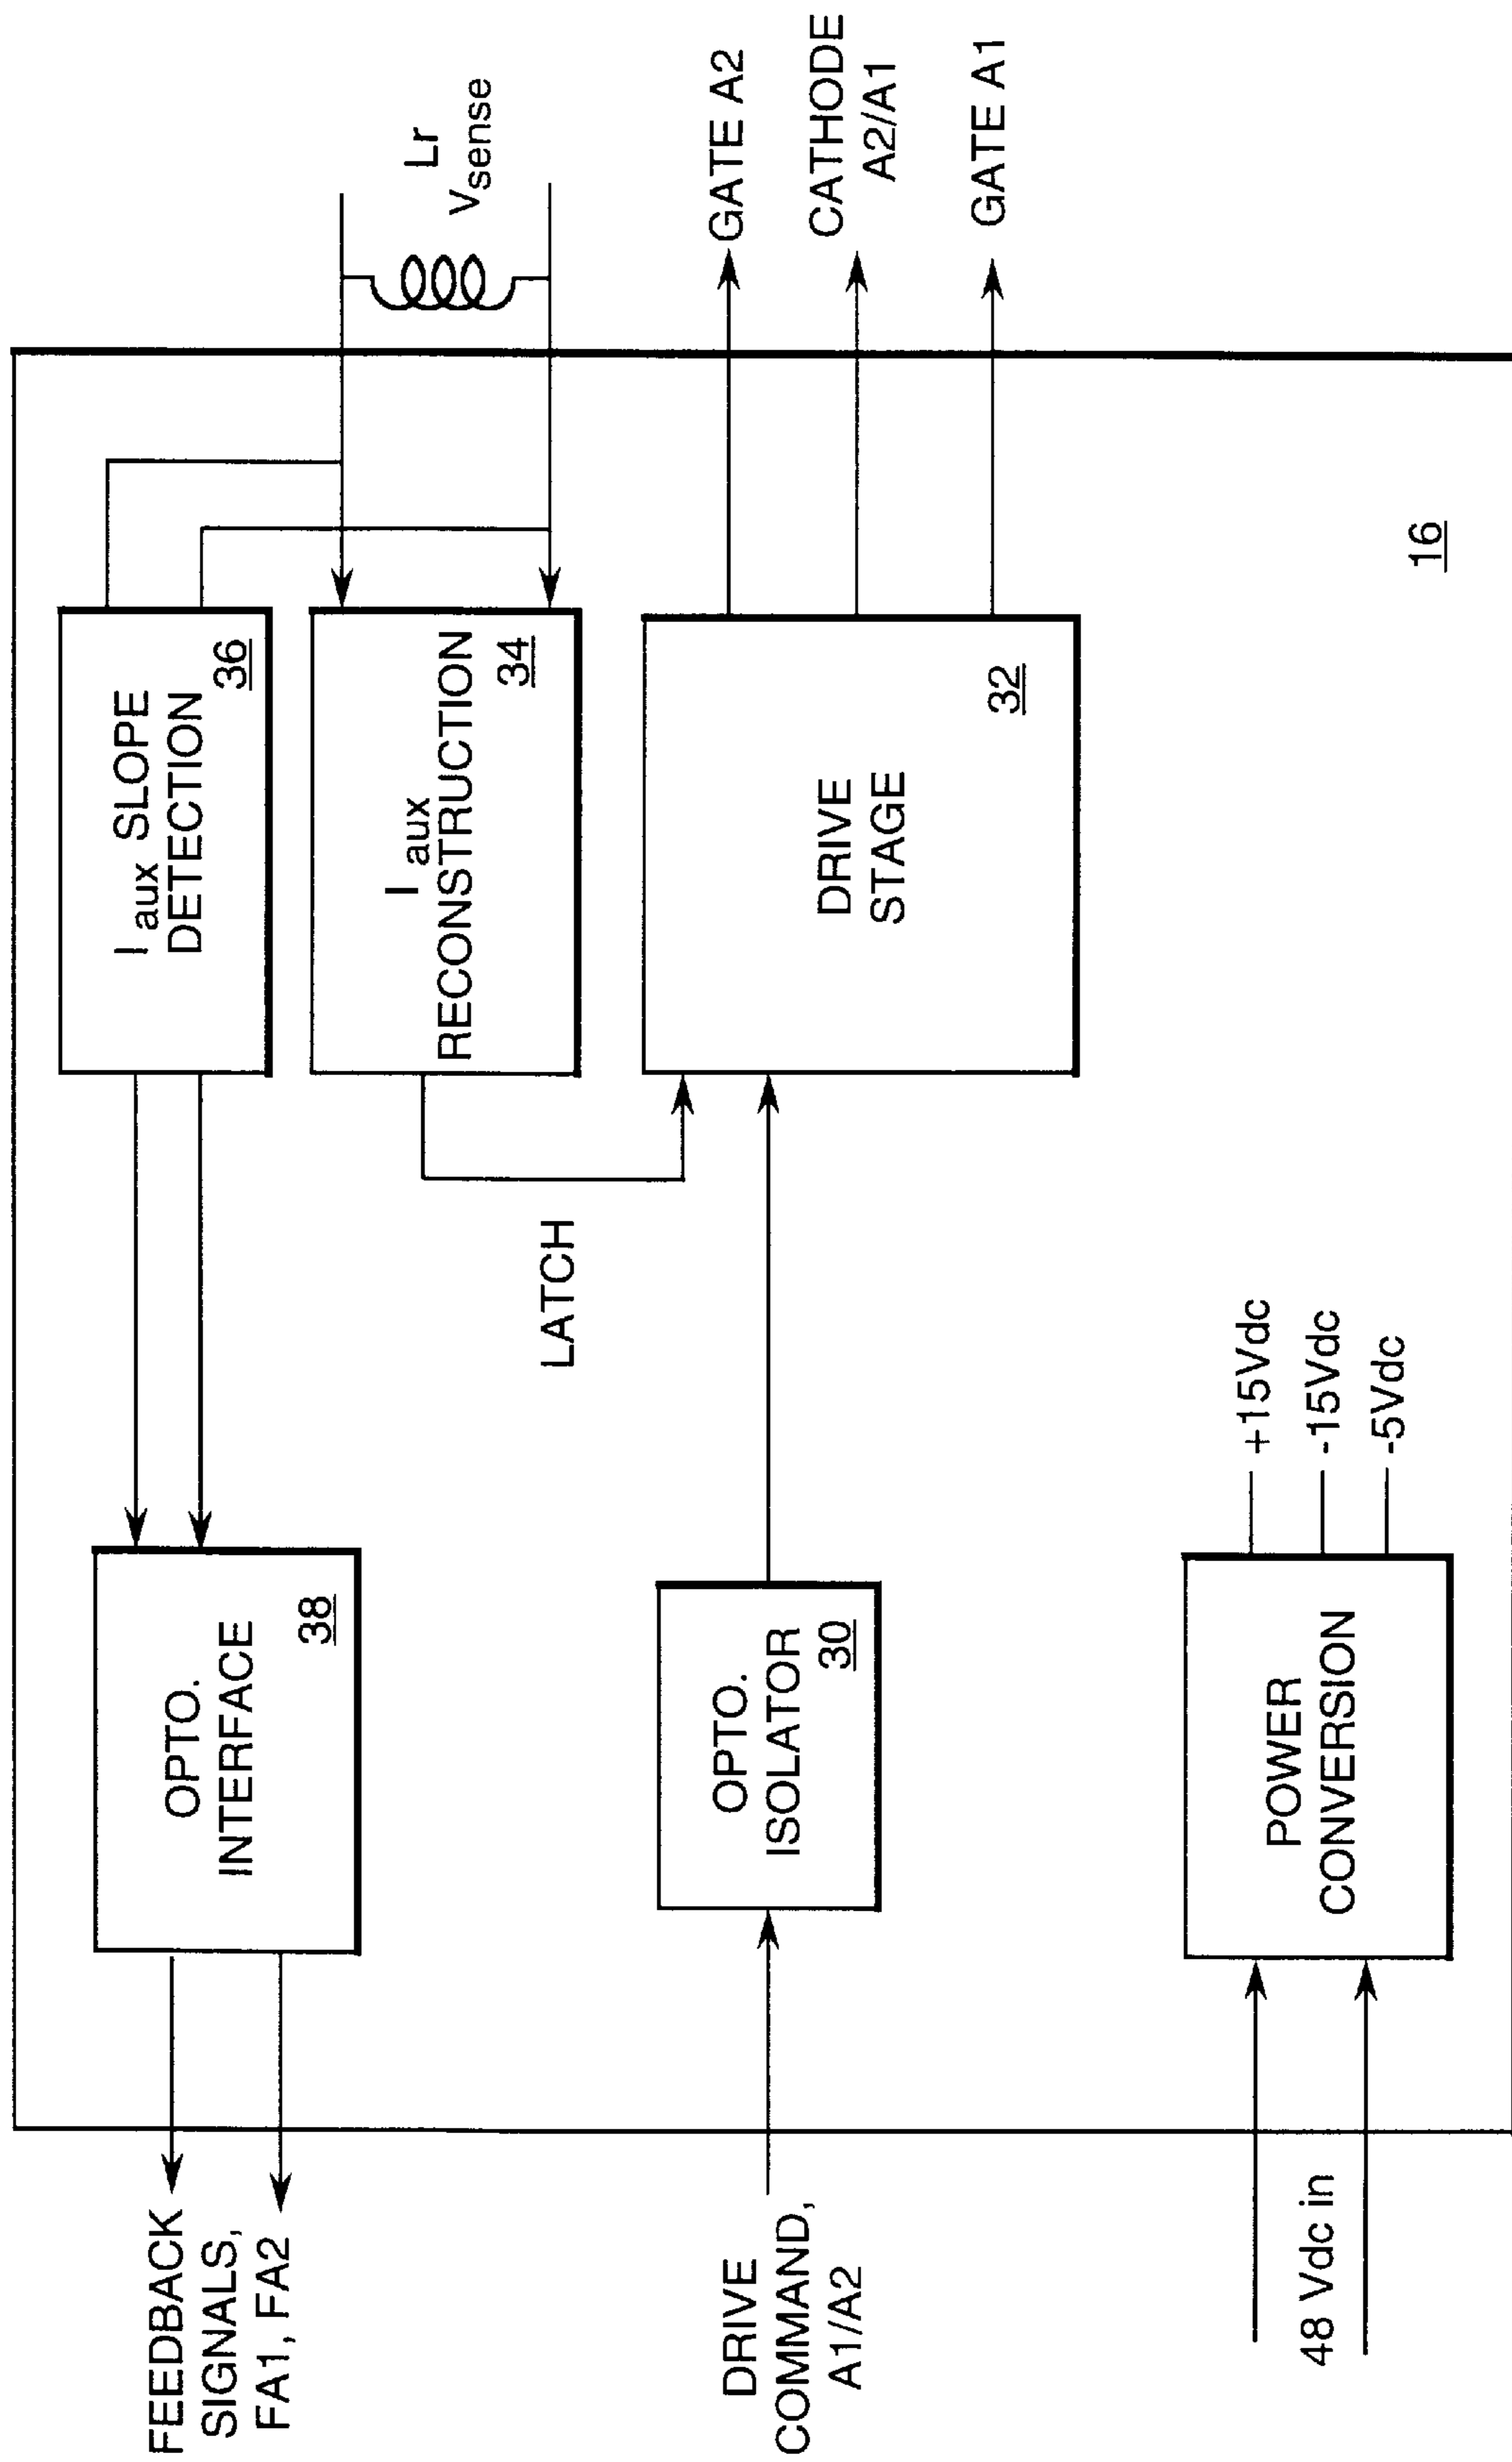 FEEDBACK
SIGNALS,
FA1, FA2
OPTO.
INTERFACE
38
I aux SLOPE
DETECTION
36
I aux
RECONSTRUCTION
34
Lr
Vsense
LATCH
DRIVE
COMMAND,
A1/A2
OPTO.
ISOLATOR
30
DRIVE
STAGE
32
GATE A2
CATHODE
A2/A1
GATE A1
48 Vdc in
POWER
CONVERSION
+15Vdc
-15Vdc
-5Vdc
16